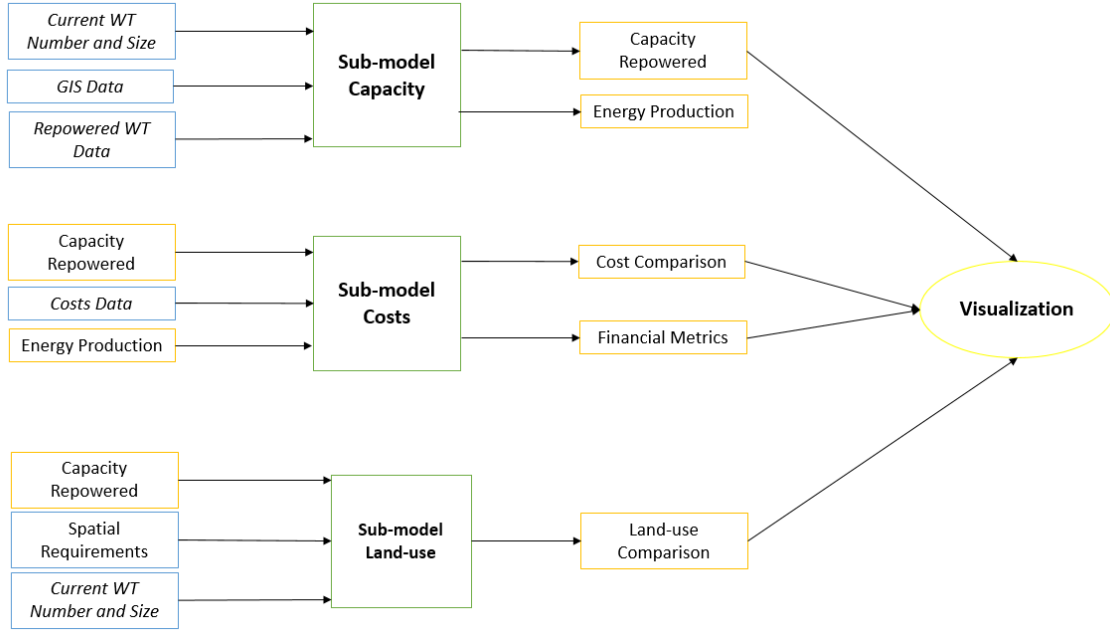 Current WT
Number and Size
GIS Data
Repowered WT
Data
Sub-model
Capacity
Capacity
Repowered
Energy Production
Capacity
Repowered
Costs Data
Energy Production
Sub-model
Costs
Cost Comparison
Financial Metrics
Visualization
Capacity
Repowered
Spatial
Requirements
Current WT
Number and Size
Sub-model
Land-use
Land-use
Comparison